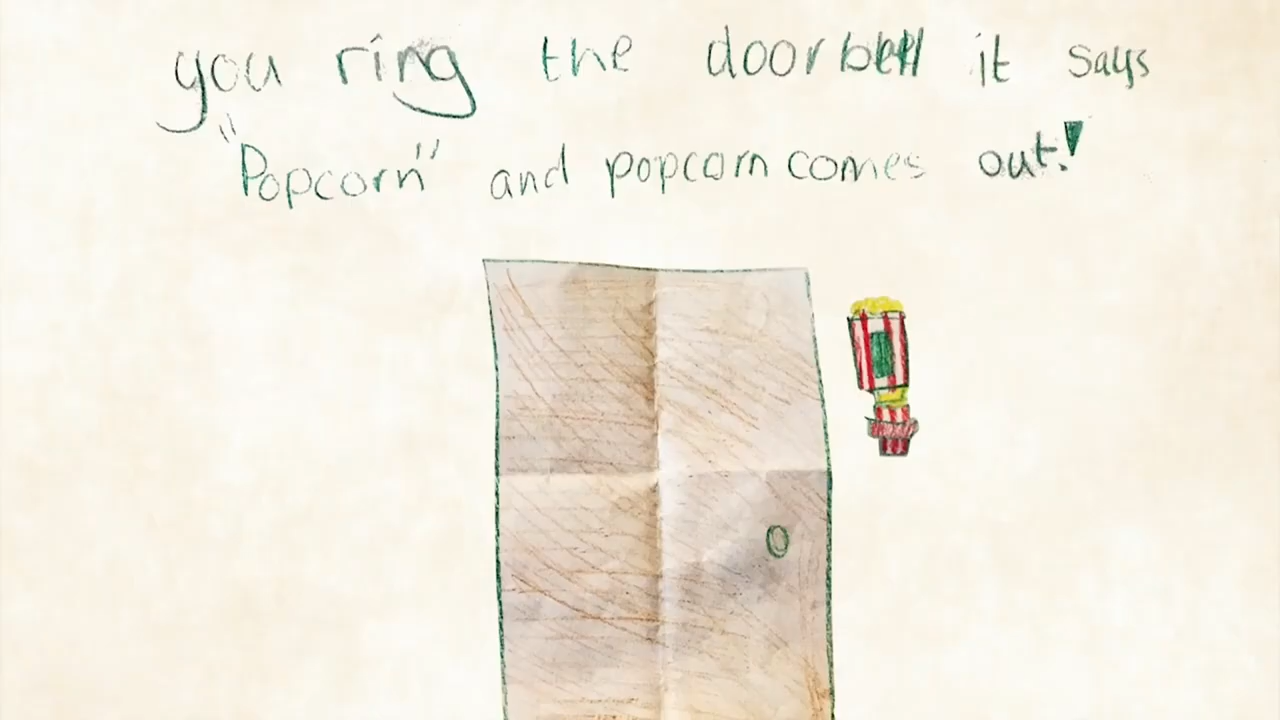 you ring the doorbell it says
"Popcorn" and popcorn comes out!